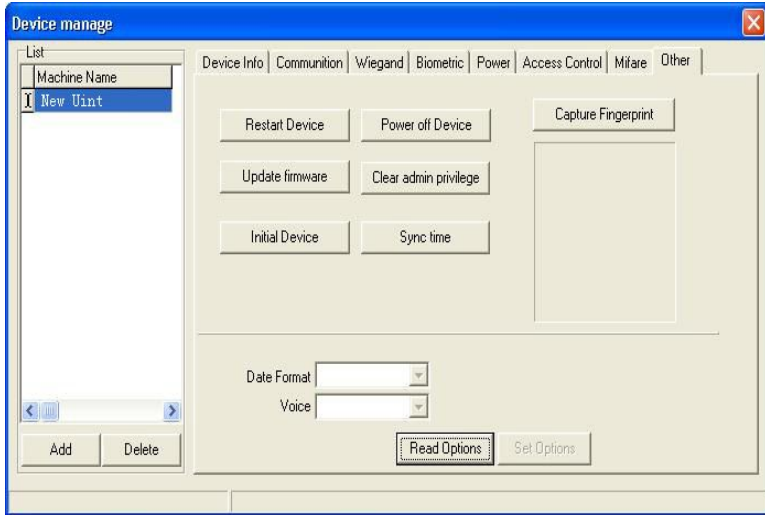 Device manage
List
Machine Name
New Uint
Add
Delete
Device Info Communition Wiegand Biometric Power Access Control Mifare Other
Restart Device Power off Device Capture Fingerprint
Update firmware Clear admin privilege
Initial Device Sync time
Date Format
Voice
Read Options Set Options